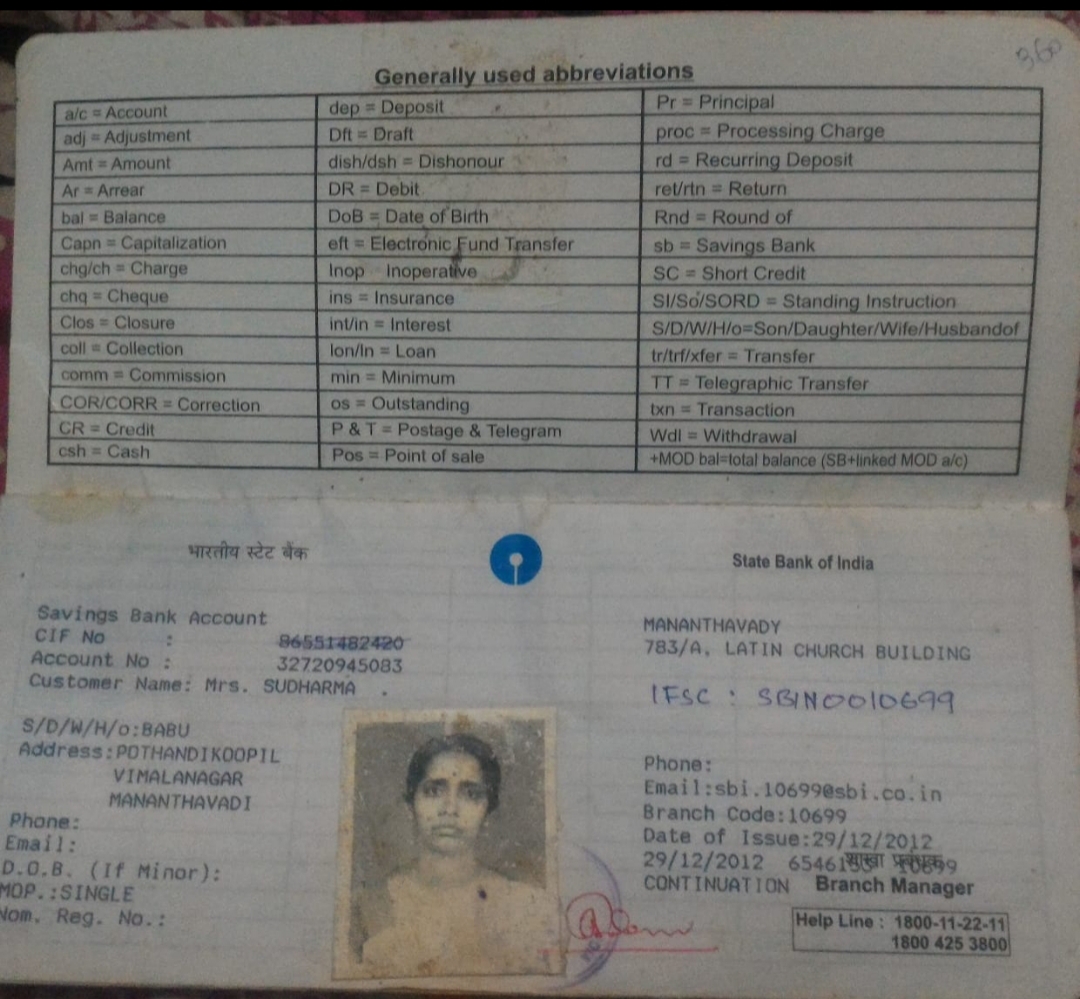 360
Generally used abbreviations
a/c = Account
adj = Adjustment
Amt = Amount
Ar = Arrear
bal = Balance
Capn = Capitalization
chg/ch = Charge
chq = Cheque
Clos = Closure
coll = Collection
comm = Commission
COR/CORR = Correction
CR = Credit
csh = Cash
dep = Deposit
Dft = Draft
dish/dsh = Dishonour
DR = Debit
DoB = Date of Birth
eft = Electronic Fund Transfer
Inop Inoperative
ins = Insurance
int/in = Interest
lon/ln = Loan
min = Minimum
os = Outstanding
P & T = Postage & Telegram
Pos = Point of sale
Pr = Principal
proc = Processing Charge
rd = Recurring Deposit
ret/rtn = Return
Rnd = Round of
sb = Savings Bank
SC = Short Credit
SI/So/SORD = Standing Instruction
S/D/W/H/o=Son/Daughter/Wife/Husbandof
tr/trf/xfer = Transfer
TT = Telegraphic Transfer
txn = Transaction
Wdl = Withdrawal
+MOD bal=total balance (SB+linked MOD a/c)
भारतीय स्टेट बैंक
State Bank of India
Savings Bank Account
CIF No : 86551482420
Account No : 32720945083
Customer Name: Mrs. SUDHARMA .
S/D/W/H/o:BABU
Address:POTHANDIKOOPIL
VIMALANAGAR
MANANTHAVADI
Phone:
Email:
D.O.B. (If Minor):
MOP.:SINGLE
Nom. Reg. No.:
MANANTHAVADY
783/A, LATIN CHURCH BUILDING
IFSC : SBIN0010699
Phone:
Email:sbi.10699@sbi.co.in
Branch Code:10699
Date of Issue:29/12/2012
29/12/2012 शाखा प्रबंधक
CONTINUATION Branch Manager
Help Line : 1800-11-22-11
1800 425 3800